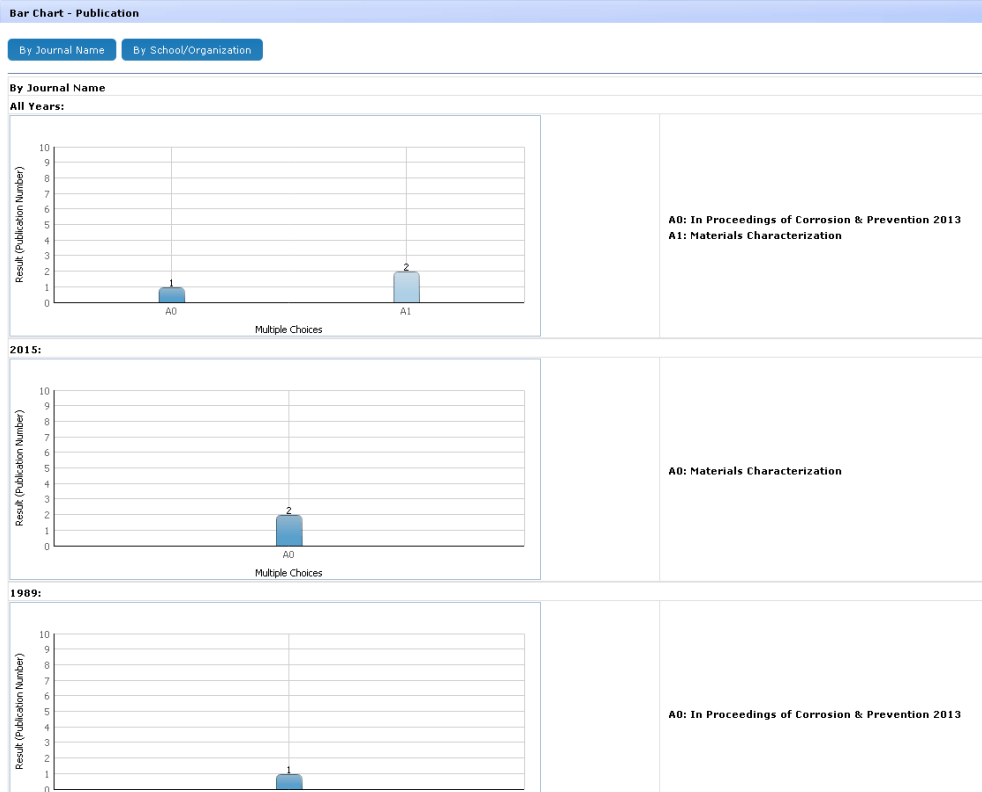 Bar Chart - Publication
By Journal Name By School/Organization
By Journal Name
All Years:
10
9
8
7
6
5
4
3
2
1
0
Result (Publication Number)
1
2
A0 A1
Multiple Choices
A0: In Proceedings of Corrosion & Prevention 2013
A1: Materials Characterization
2015:
10
9
8
7
6
5
4
3
2
1
0
Result (Publication Number)
2
A0
Multiple Choices
A0: Materials Characterization
1989:
10
9
8
7
6
5
4
3
2
1
0
Result (Publication Number)
1
A0: In Proceedings of Corrosion & Prevention 2013